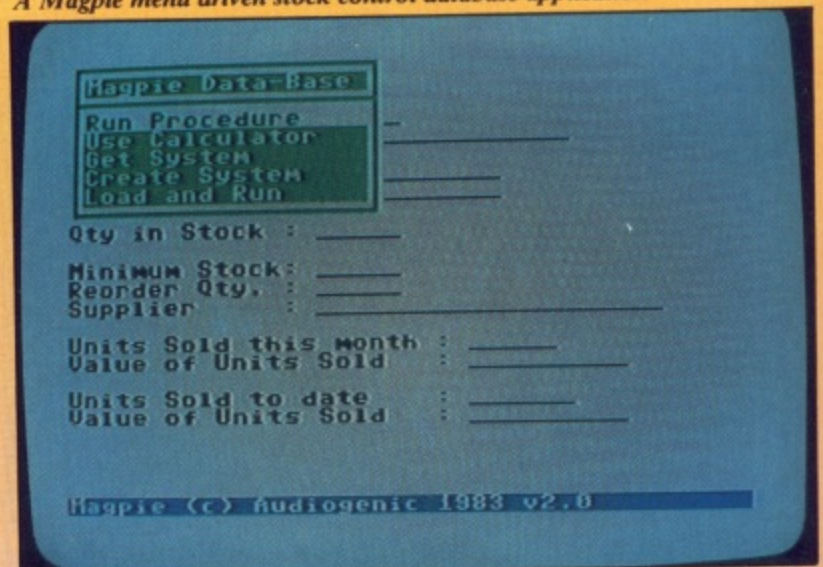 A Magpie menu driven stock control database application
Magpie Data-Base
Run Procedure
Use Calculator
Get System
Create System
Load and Run
Qty in Stock :
Minimum Stock:
Reorder Qty. :
Supplier :
Units Sold this month :
Value of Units Sold :
Units Sold to date :
Value of Units Sold :
Magpie (c) Audiogenic 1983 v2.0